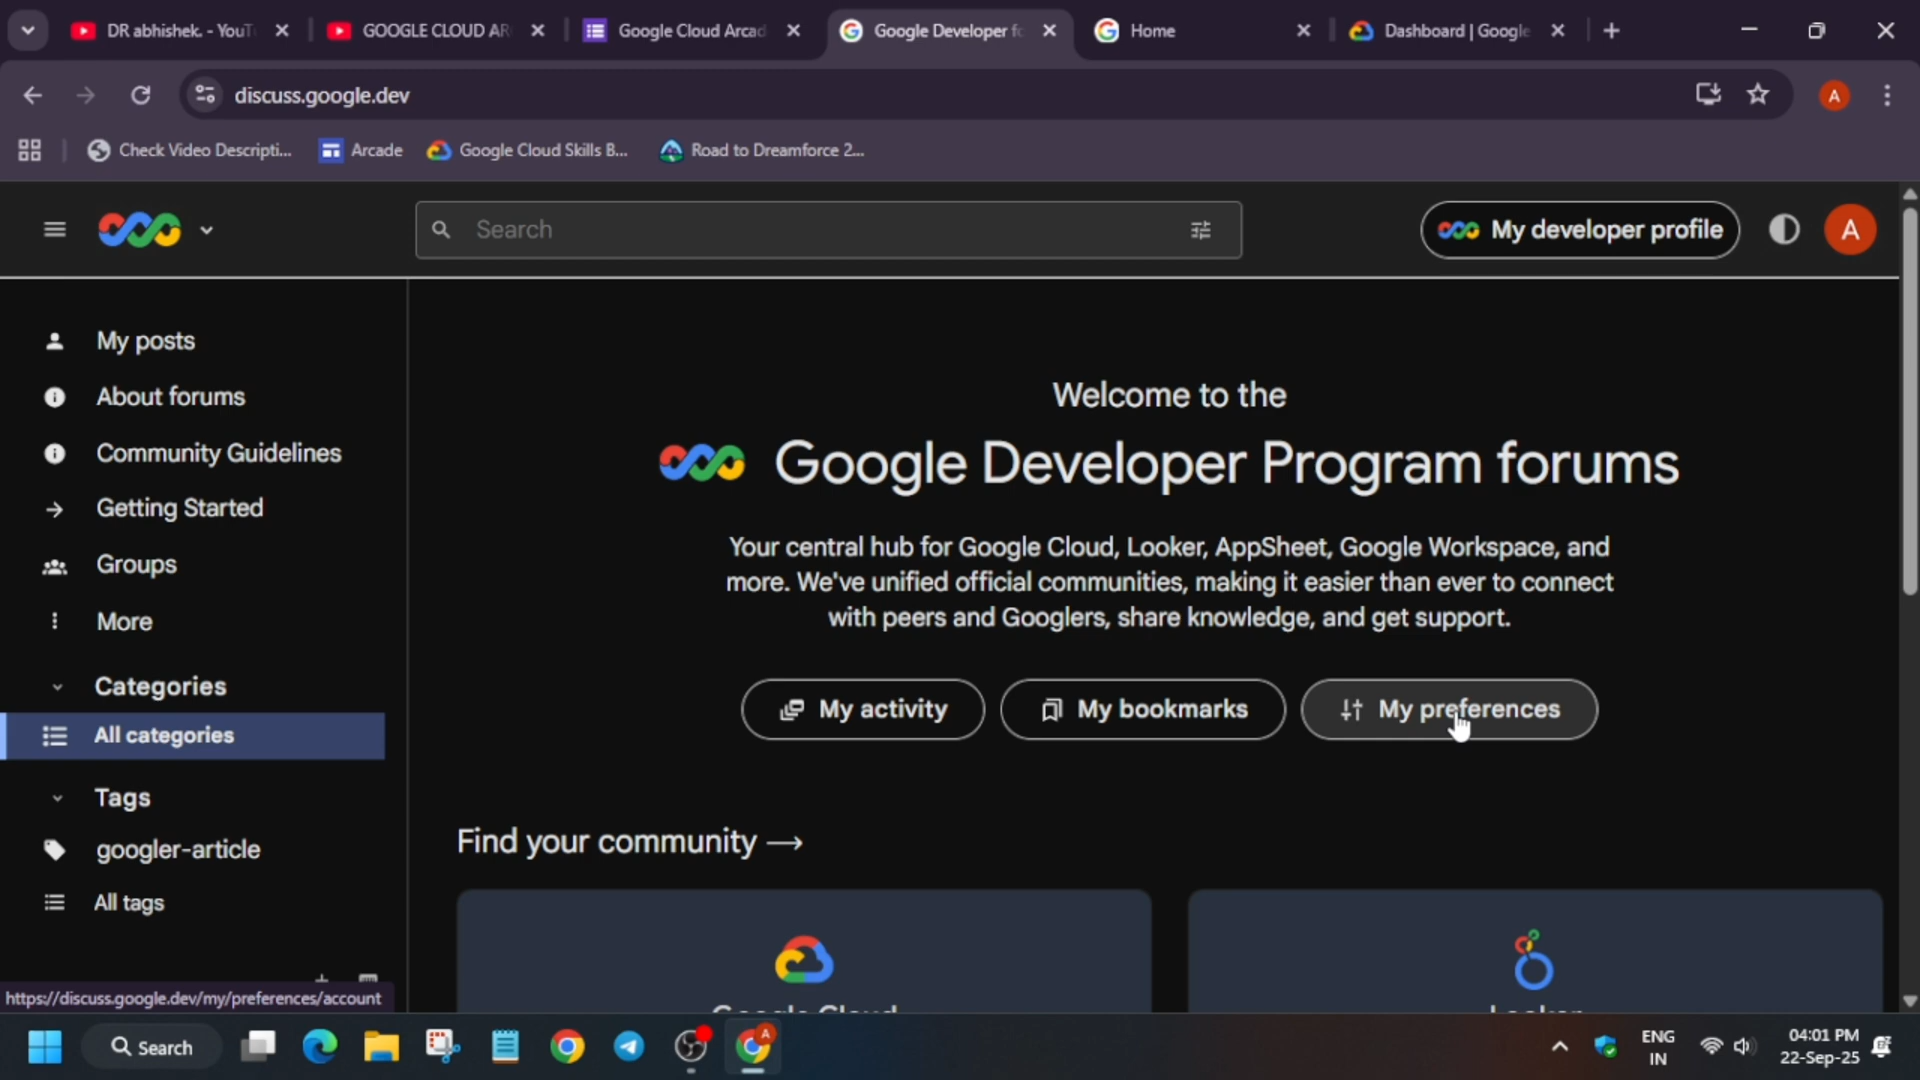 DR abhishek. - YouT
GOOGLE CLOUD AR
Google Cloud Arcad
Google Developer fo
Home
Dashboard | Google
discuss.google.dev
A
Check Video Descripti...
Arcade
Google Cloud Skills B...
Road to Dreamforce 2...
Search
My developer profile
A
My posts
About forums
Community Guidelines
Getting Started
Groups
More
Categories
All categories
Tags
googler-article
All tags
Welcome to the
Google Developer Program forums
Your central hub for Google Cloud, Looker, AppSheet, Google Workspace, and
more. We've unified official communities, making it easier than ever to connect
with peers and Googlers, share knowledge, and get support.
My activity
My bookmarks
My preferences
Find your community →
Google Cloud
Looker
https://discuss.google.dev/my/preferences/account
Search
A
ENG
IN
04:01 PM
22-Sep-25